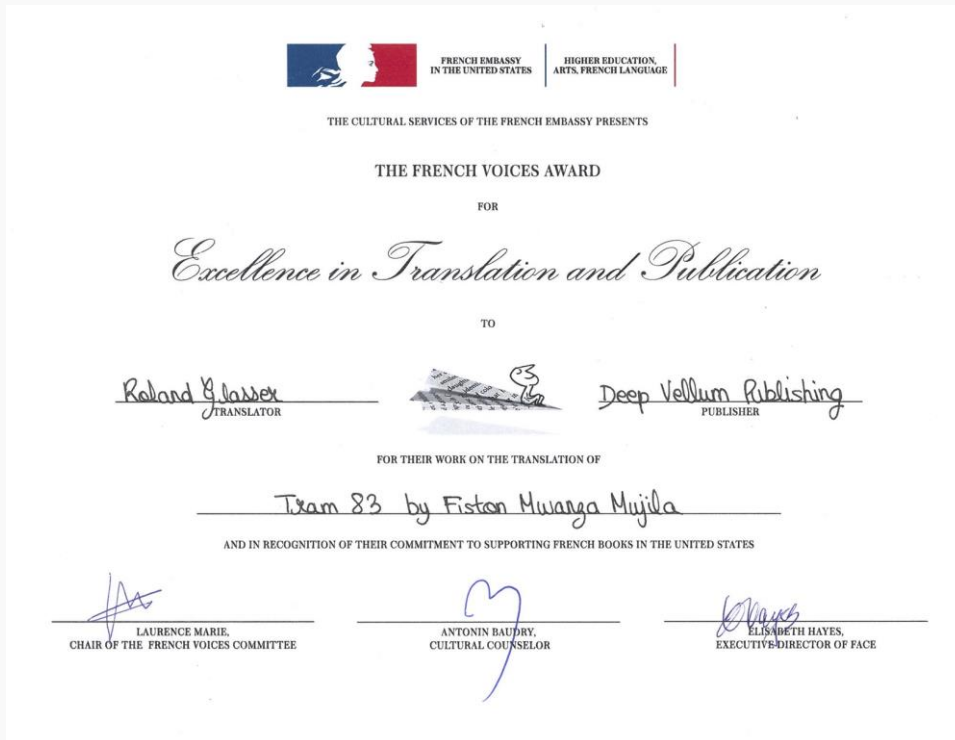 FRENCH EMBASSY
IN THE UNITED STATES
HIGHER EDUCATION,
ARTS, FRENCH LANGUAGE
THE CULTURAL SERVICES OF THE FRENCH EMBASSY PRESENTS
THE FRENCH VOICES AWARD
FOR
Excellence in Translation and Publication
TO
Roland Glasser
TRANSLATOR
Deep Vellum Publishing
PUBLISHER
FOR THEIR WORK ON THE TRANSLATION OF
Tram 83 by Fiston Mwanza Mujila
AND IN RECOGNITION OF THEIR COMMITMENT TO SUPPORTING FRENCH BOOKS IN THE UNITED STATES
LAURENCE MARIE,
CHAIR OF THE FRENCH VOICES COMMITTEE
ANTONIN BAUDRY,
CULTURAL COUNSELOR
ELISABETH HAYES,
EXECUTIVE DIRECTOR OF FACE